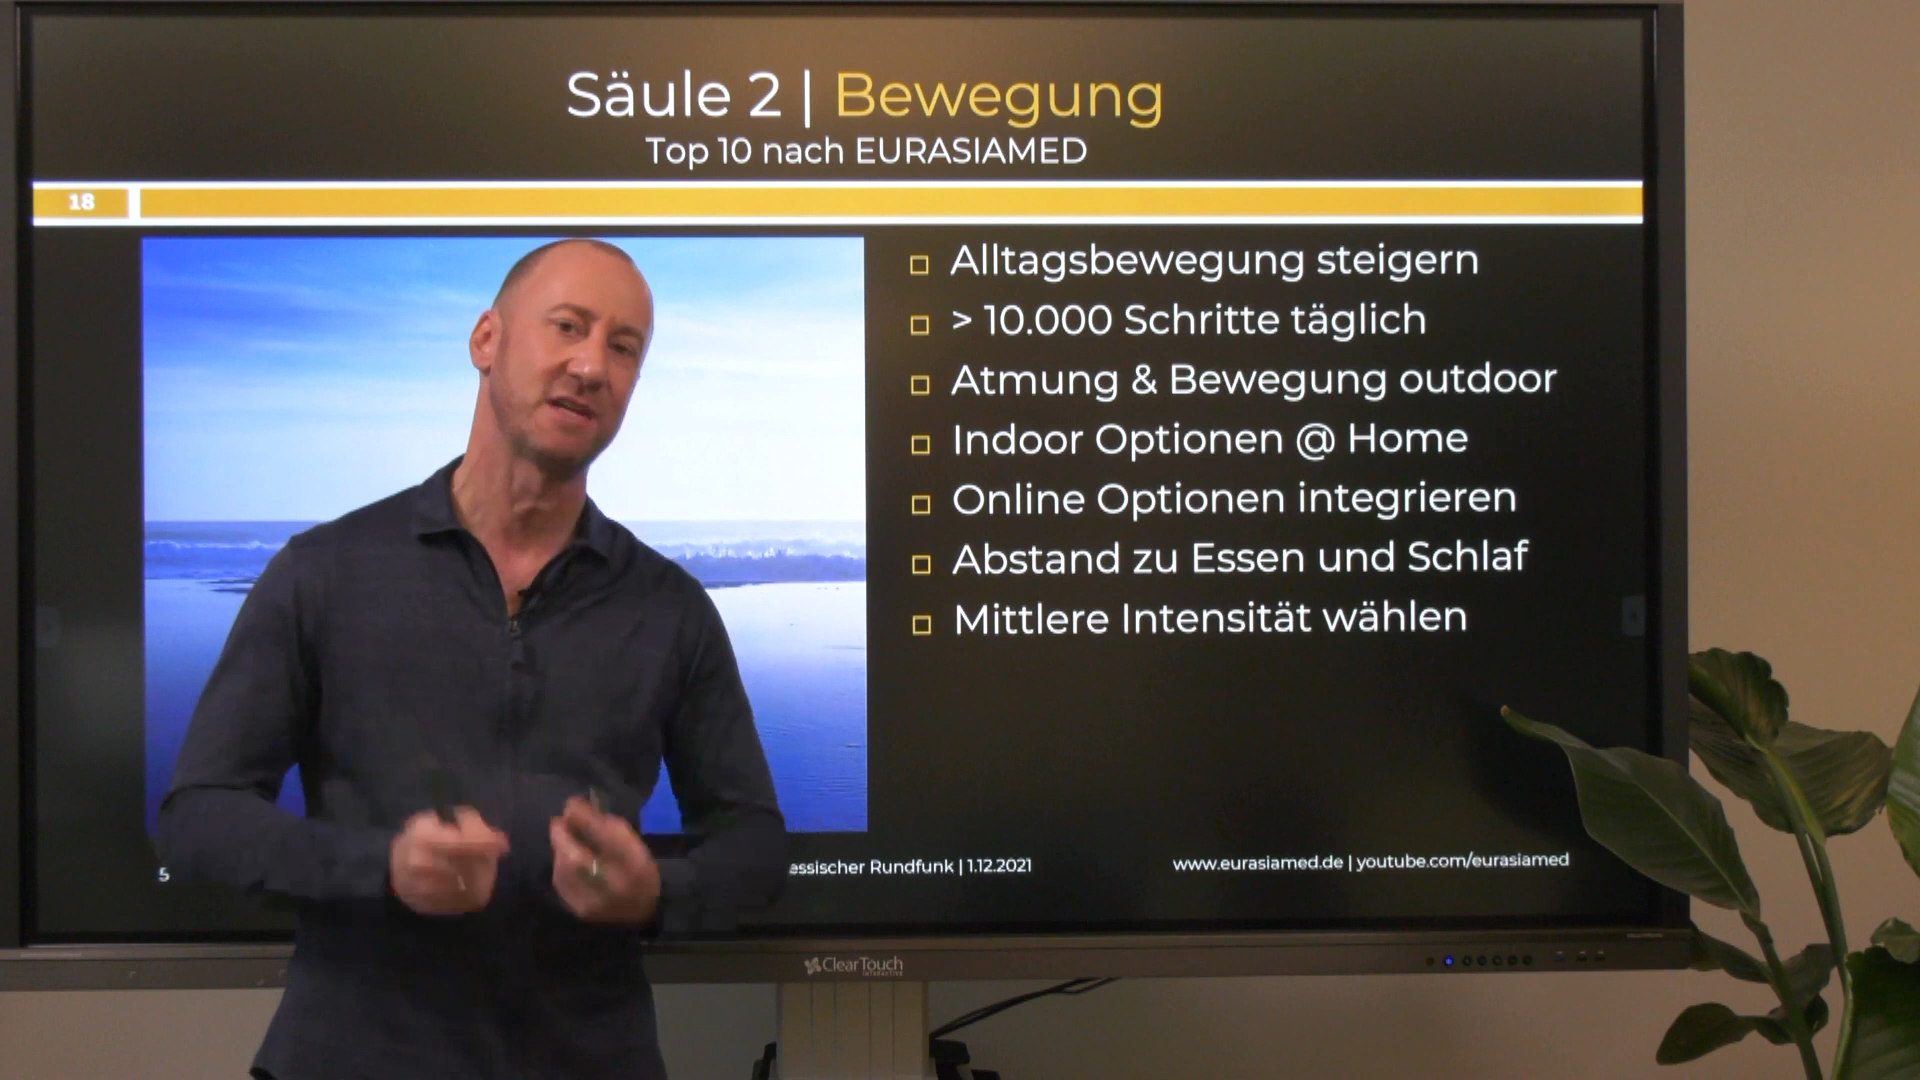 Säule 2 | Bewegung
Top 10 nach EURASIAMED
18
Alltagsbewegung steigern
> 10.000 Schritte täglich
Atmung & Bewegung outdoor
Indoor Optionen @ Home
Online Optionen integrieren
Abstand zu Essen und Schlaf
Mittlere Intensität wählen
5
essischer Rundfunk | 1.12.2021
www.eurasiamed.de | youtube.com/eurasiamed
ClearTouch
INTERACTIVE